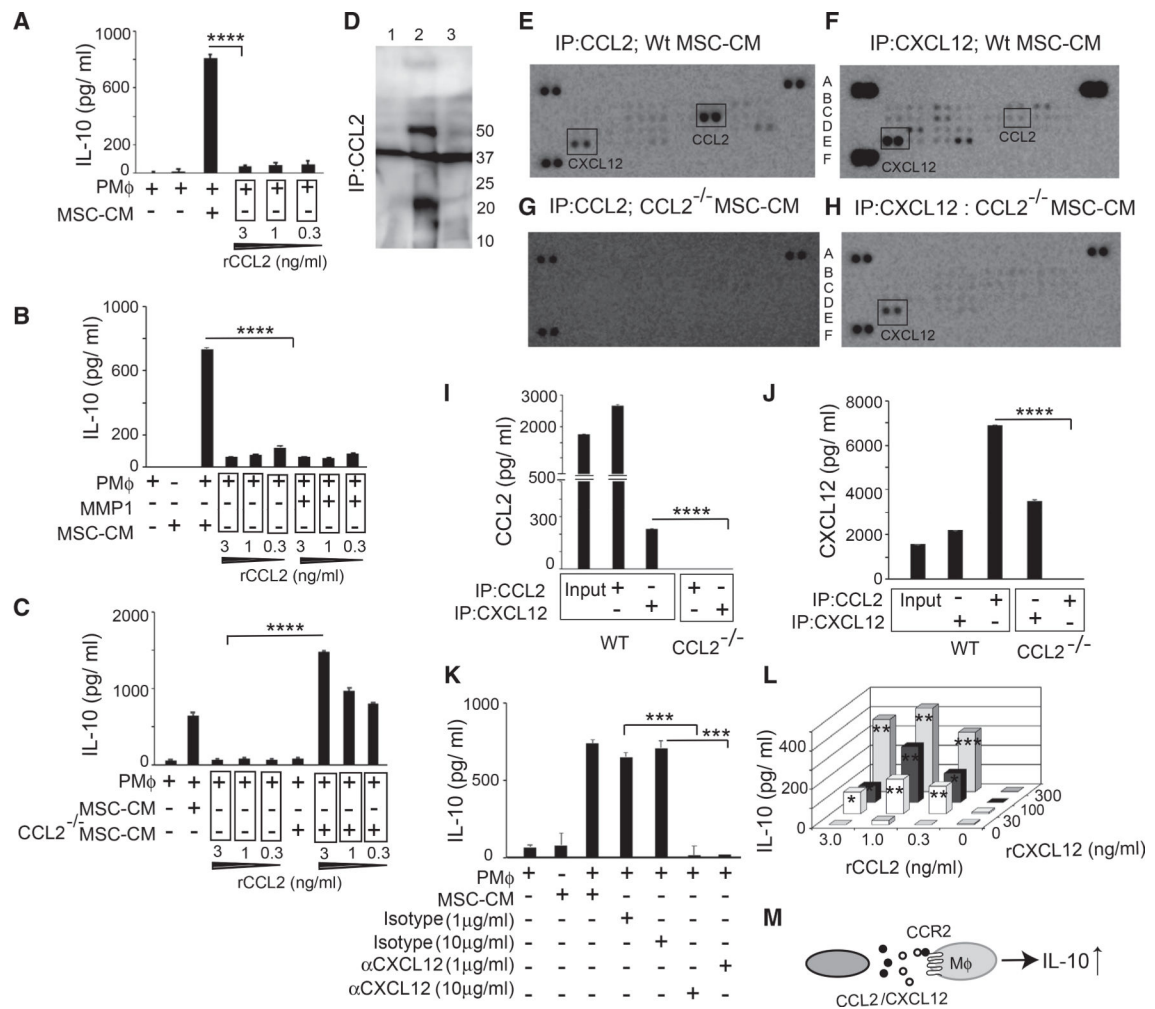 A
IL-10 (pg/ ml)
1000
600
200
0
****
PMϕ + + + + + +
MSC-CM - - + - - -
3 1 0.3
rCCL2 (ng/ml)
B
IL-10 (pg/ ml)
1000
600
200
0
****
PMϕ + - + + + + + + +
MMP1 - - - - - - + + +
MSC-CM - + + - - - - - -
3 1 0.3 3 1 0.3
rCCL2 (ng/ml)
C
IL-10 (pg/ ml)
2000
1000
0
****
PMϕ + + + + + + + + +
MSC-CM - + - - - - - - -
CCL2-/- MSC-CM - - - - - + + + +
3 1 0.3 3 1 0.3
rCCL2 (ng/ml)
D
1 2 3
IP:CCL2
50
37
25
20
10
E
IP:CCL2; Wt MSC-CM
CCL2
CXCL12
F
IP:CXCL12; Wt MSC-CM
A
B
C
D
E
F
CCL2
CXCL12
G IP:CCL2; CCL2-/- MSC-CM
H IP:CXCL12 : CCL2-/- MSC-CM
A
B
C
D
E
F
CXCL12
I
CCL2 (pg/ ml)
3000
2000
500
300
0
****
IP:CCL2 Input + - + -
IP:CXCL12 - + - +
WT CCL2-/-
J
CXCL12 (pg/ ml)
8000
6000
4000
2000
0
****
IP:CCL2 Input - + - +
IP:CXCL12 + - + -
WT CCL2-/-
K
IL-10 (pg/ ml)
1000
500
0
***
***
PMϕ + - + + + + +
MSC-CM - + + - - - -
Isotype (1μg/ml) - - - + - - -
Isotype (10μg/ml) - - - - + - -
αCXCL12 (1μg/ml) - - - - - - +
αCXCL12 (10μg/ml) - - - - - + -
L
IL-10 (pg/ ml)
400
200
0
** ** ***
* ** *
* ** **
3.0 1.0 0.3 0
rCCL2 (ng/ml)
0 30 100 300
rCXCL12 (ng/ml)
M
CCR2
Mϕ
IL-10↑
CCL2/CXCL12